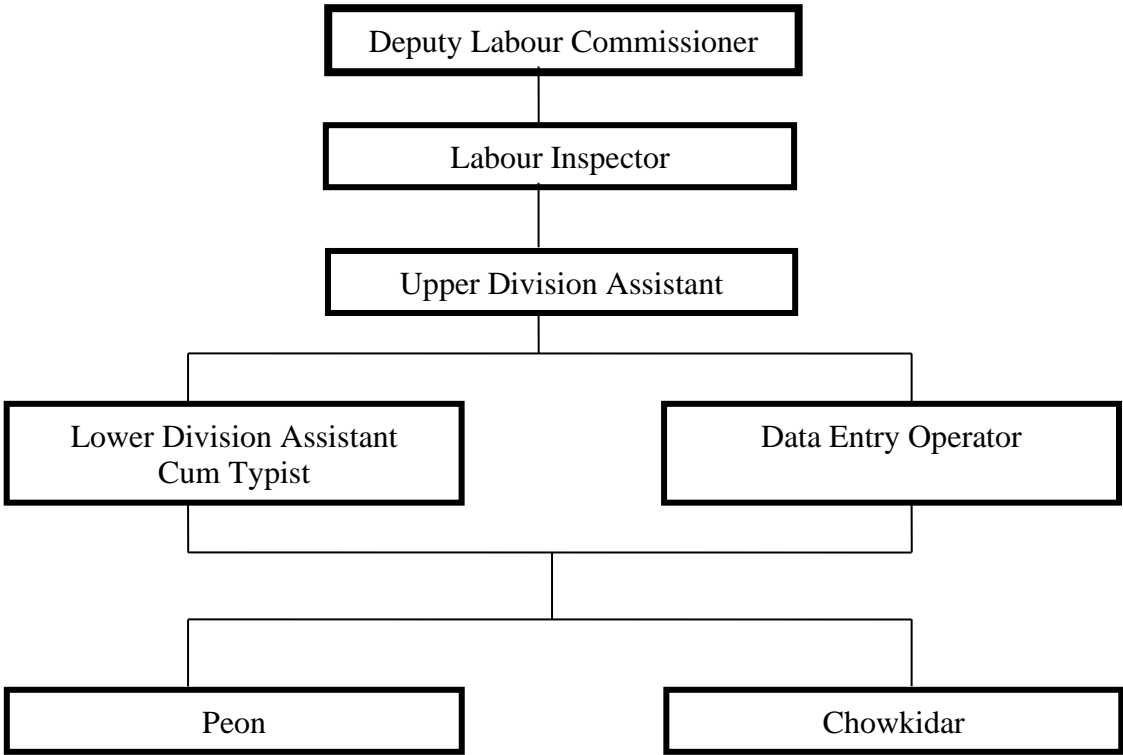 Deputy Labour Commissioner
Labour Inspector
Upper Division Assistant
Lower Division Assistant
Cum Typist
Data Entry Operator
Peon
Chowkidar